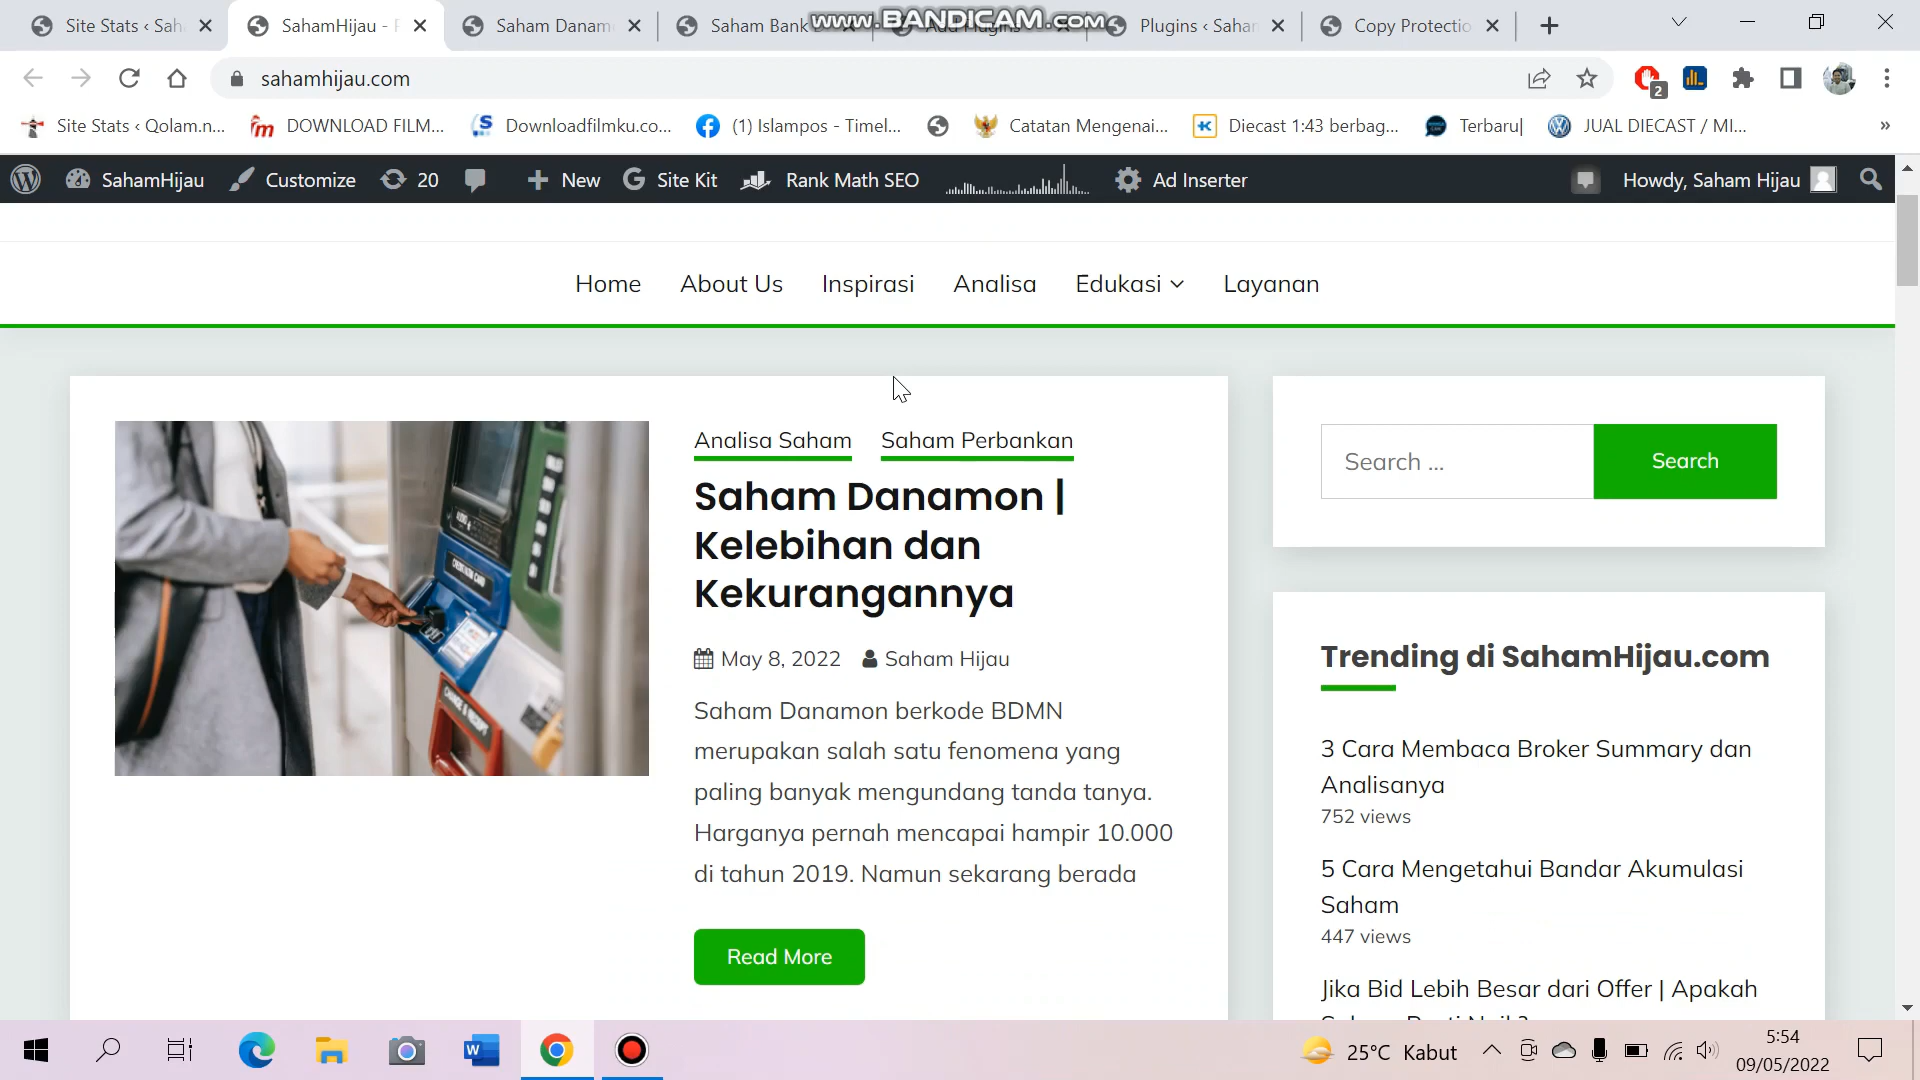 Site Stats ‹ Sah
SahamHijau - F
Saham Danam
Saham Bank
www.BANDICAM.com
Add Plugins
Plugins ‹ Sahar
Copy Protectio
sahamhijau.com
2
Site Stats ‹ Qolam.n...
DOWNLOAD FILM...
Downloadfilmku.co...
(1) Islampos - Timel...
Catatan Mengenai...
Diecast 1:43 berbag...
Terbaru|
JUAL DIECAST / MI...
»
SahamHijau
Customize
20
New
Site Kit
Rank Math SEO
Ad Inserter
Howdy, Saham Hijau
Home
About Us
Inspirasi
Analisa
Edukasi
Layanan
Analisa Saham
Saham Perbankan
Saham Danamon |
Kelebihan dan
Kekurangannya
May 8, 2022
Saham Hijau
Saham Danamon berkode BDMN
merupakan salah satu fenomena yang
paling banyak mengundang tanda tanya.
Harganya pernah mencapai hampir 10.000
di tahun 2019. Namun sekarang berada
Read More
Search ...
Search
Trending di SahamHijau.com
3 Cara Membaca Broker Summary dan
Analisanya
752 views
5 Cara Mengetahui Bandar Akumulasi
Saham
447 views
Jika Bid Lebih Besar dari Offer | Apakah
25°C Kabut
5:54
09/05/2022